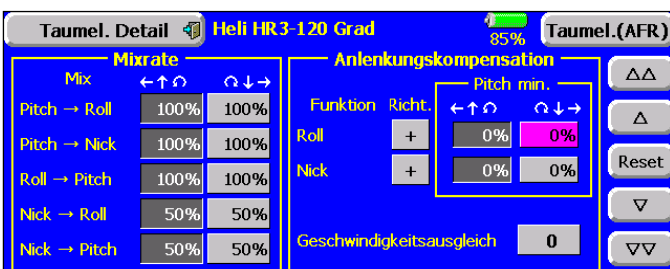 Taumel. Detail Heli HR3-120 Grad 85% Taumel.(AFR)
Mixrate
Mix ←↑↶ ↷↓→
Pitch → Roll 100% 100%
Pitch → Nick 100% 100%
Roll → Pitch 100% 100%
Nick → Roll 50% 50%
Nick → Pitch 50% 50%
Anlenkungskompensation
Pitch min.
Funktion Richt. ←↑↶ ↷↓→
Roll + 0% 0%
Nick + 0% 0%
Geschwindigkeitsausgleich 0
Reset